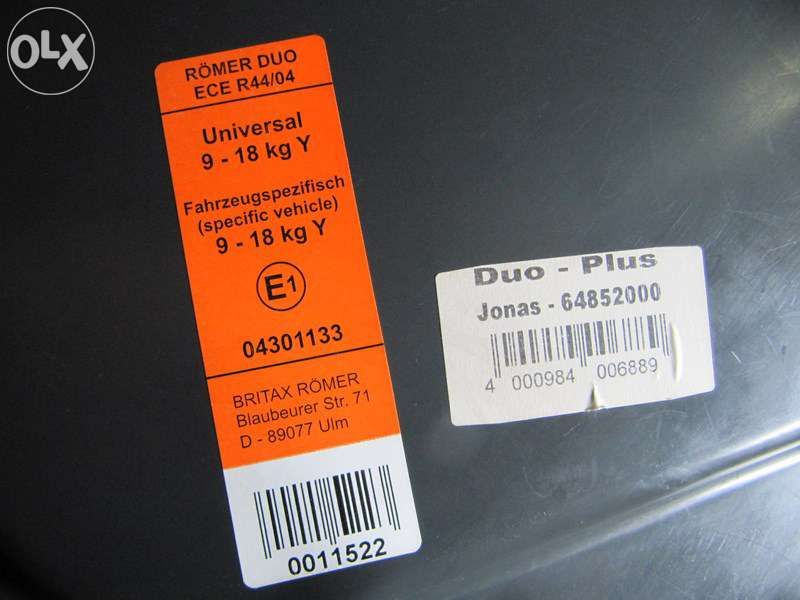 OLX
RÖMER DUO
ECE R44/04
Universal
9 - 18 kg Y
Fahrzeugspezifisch
(specific vehicle)
9 - 18 kg Y
E1
04301133
BRITAX RÖMER
Blaubeurer Str. 71
D - 89077 Ulm
0011522
Duo - Plus
Jonas - 64852000
4 000984 006889